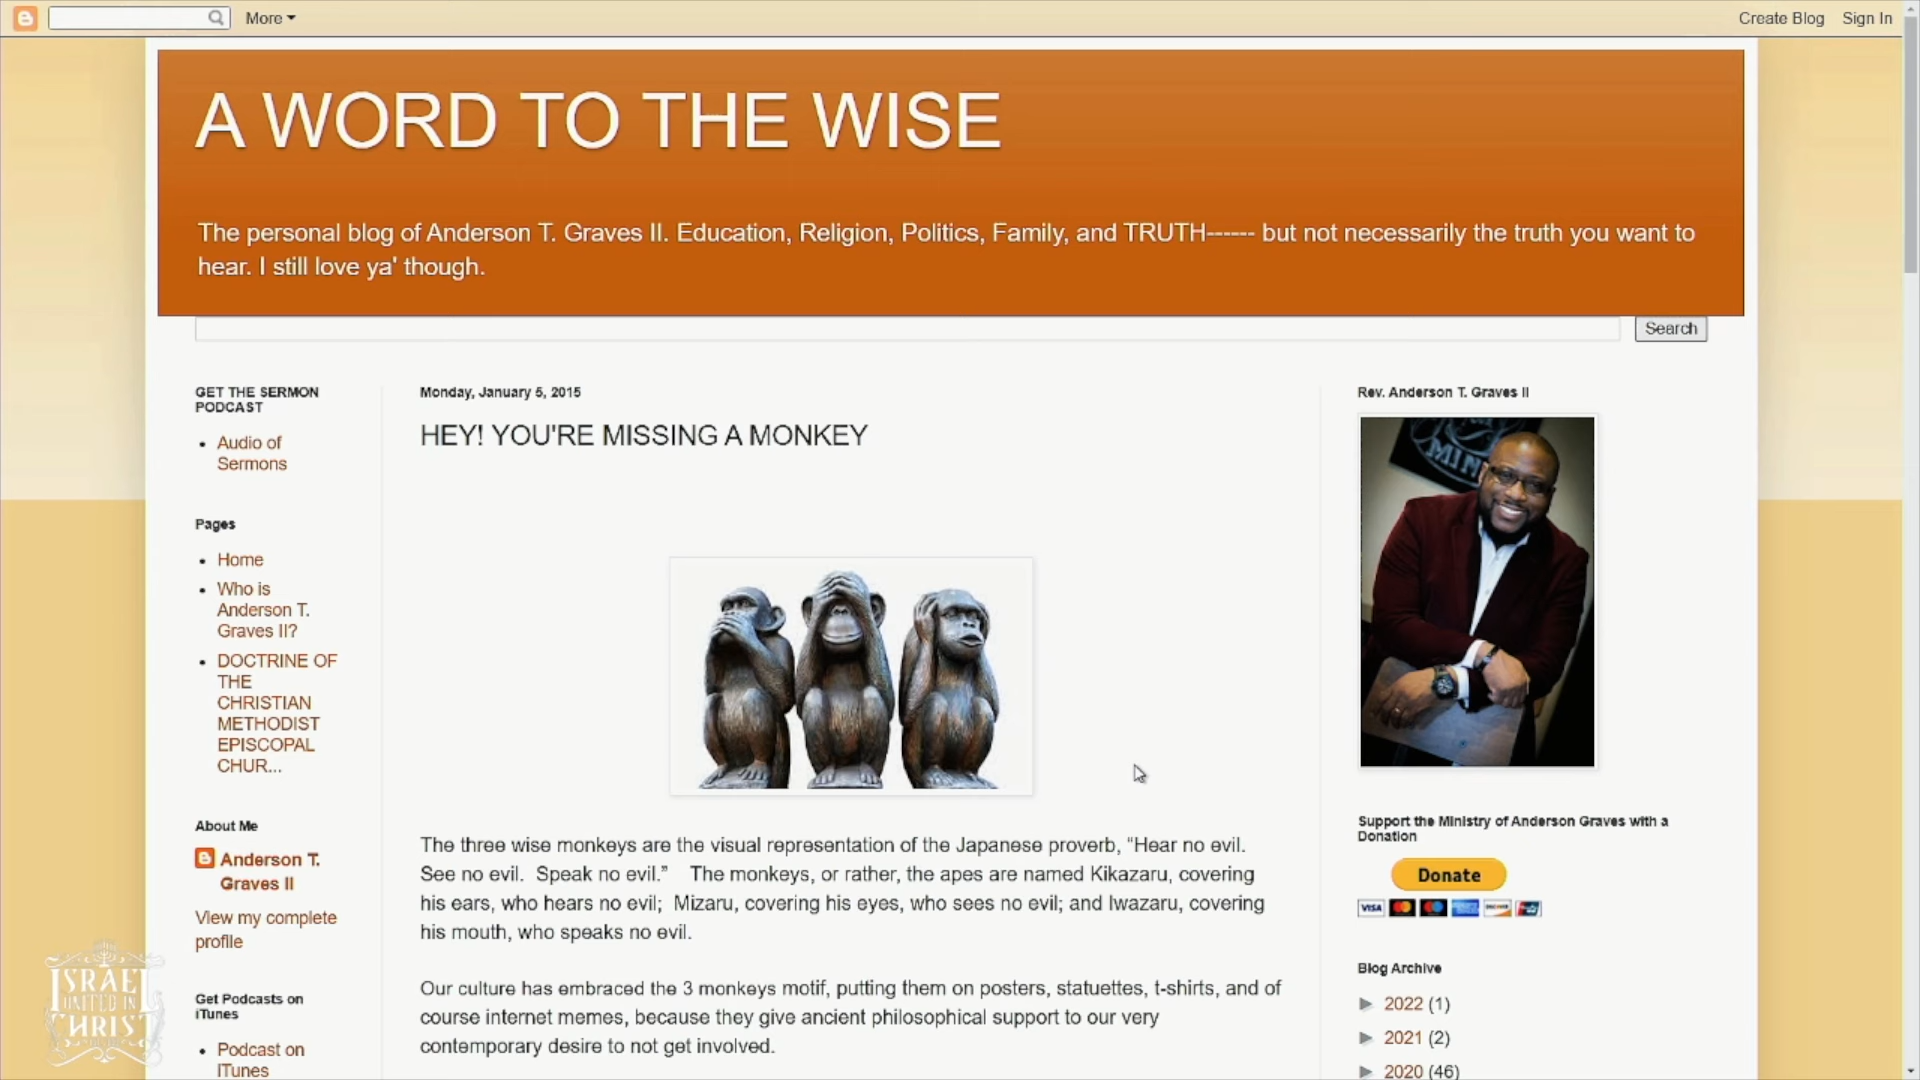 More
Create Blog
Sign In
A WORD TO THE WISE
The personal blog of Anderson T. Graves II. Education, Religion, Politics, Family, and TRUTH------ but not necessarily the truth you want to
hear. I still love ya' though.
Search
GET THE SERMON
PODCAST
Audio of
Sermons
Pages
Home
Who is
Anderson T.
Graves II?
DOCTRINE OF
THE
CHRISTIAN
METHODIST
EPISCOPAL
CHUR...
About Me
Anderson T.
Graves II
View my complete
profile
Get Podcasts on
iTunes
Podcast on
iTunes
Monday, January 5, 2015
HEY! YOU'RE MISSING A MONKEY
The three wise monkeys are the visual representation of the Japanese proverb, “Hear no evil.
See no evil.  Speak no evil.”    The monkeys, or rather, the apes are named Kikazaru, covering
his ears, who hears no evil;  Mizaru, covering his eyes, who sees no evil; and Iwazaru, covering
his mouth, who speaks no evil.
Our culture has embraced the 3 monkeys motif, putting them on posters, statuettes, t-shirts, and of
course internet memes, because they give ancient philosophical support to our very
contemporary desire to not get involved.
Rev. Anderson T. Graves II
MIN
Support the Ministry of Anderson Graves with a
Donation
Donate
VISA
DISCOVER
Blog Archive
► 2022 (1)
► 2021 (2)
► 2020 (46)
ISRAEL
UNITED IN
CHRIST